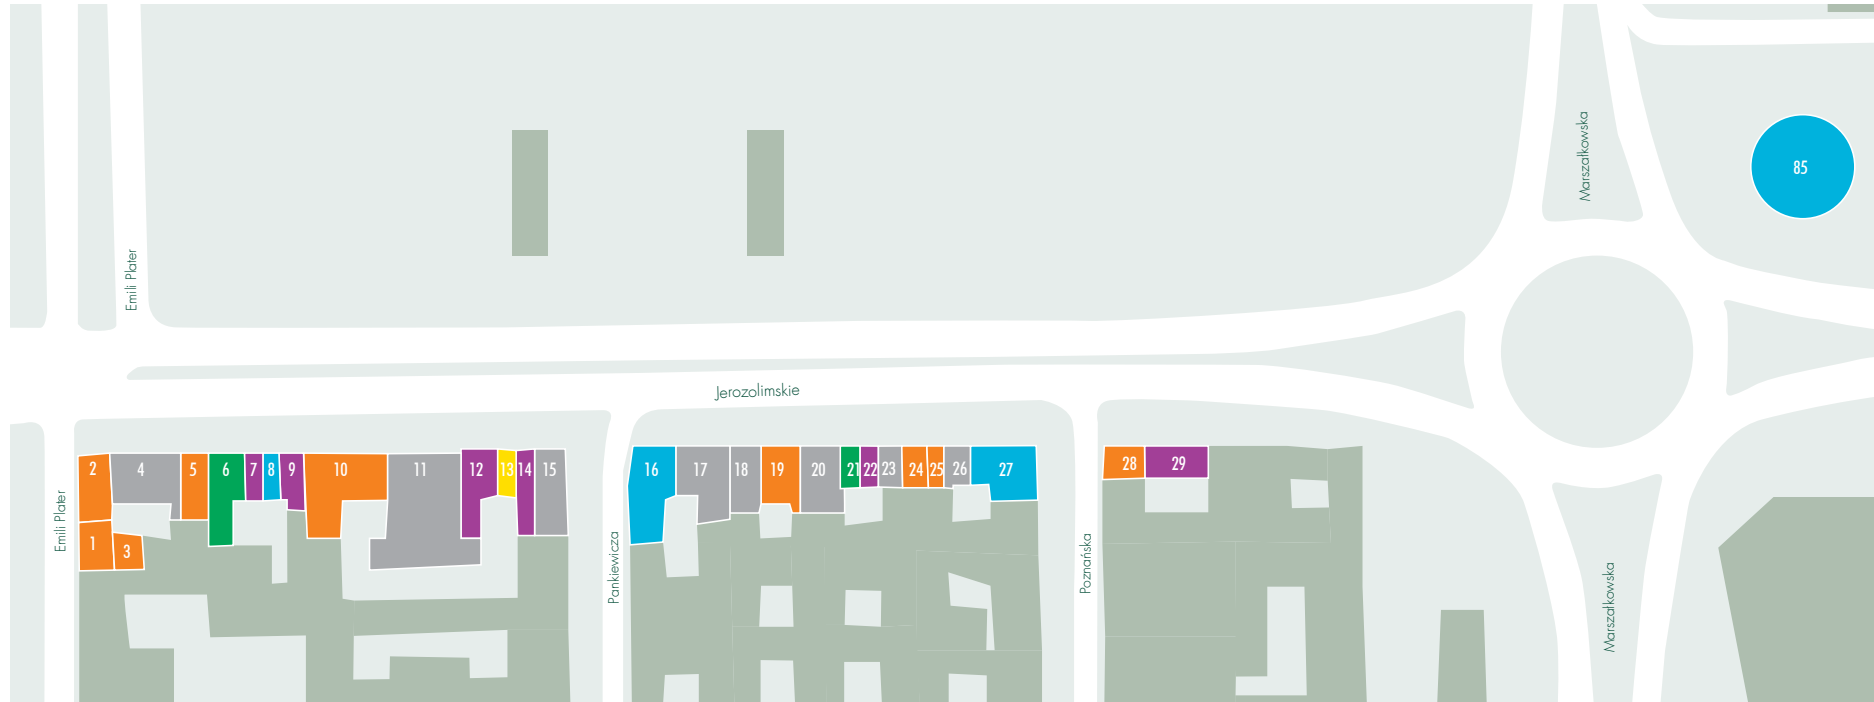 Marszałkowska
85
Emili Plater
Jerozolimskie
2 4 5 6 7 8 9 10 11 12 13 14 15
16 17 18 19 20 21 22 23 24 25 26 27
28 29
1 3
Emili Plater
Pankiewicza
Poznańska
Marszałkowska